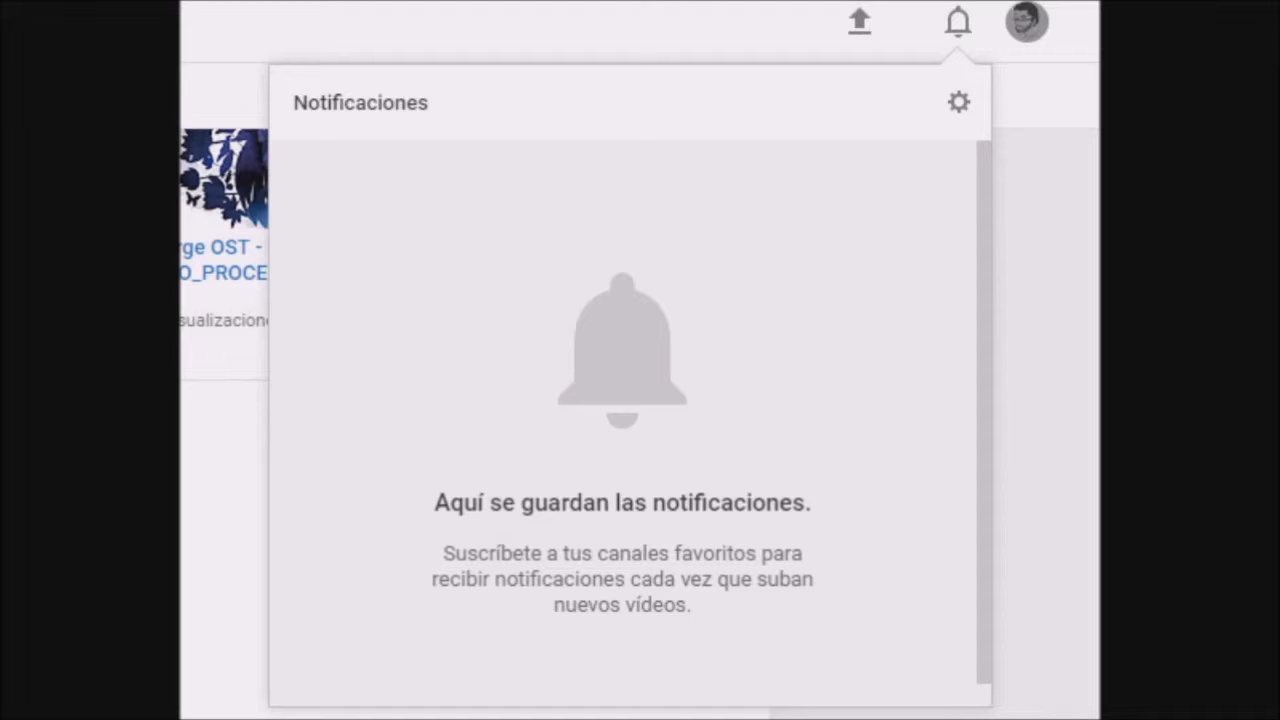 Notificaciones
rge OST -
O_PROCE
sualizacion
Aquí se guardan las notificaciones.
Suscríbete a tus canales favoritos para
recibir notificaciones cada vez que suban
nuevos vídeos.